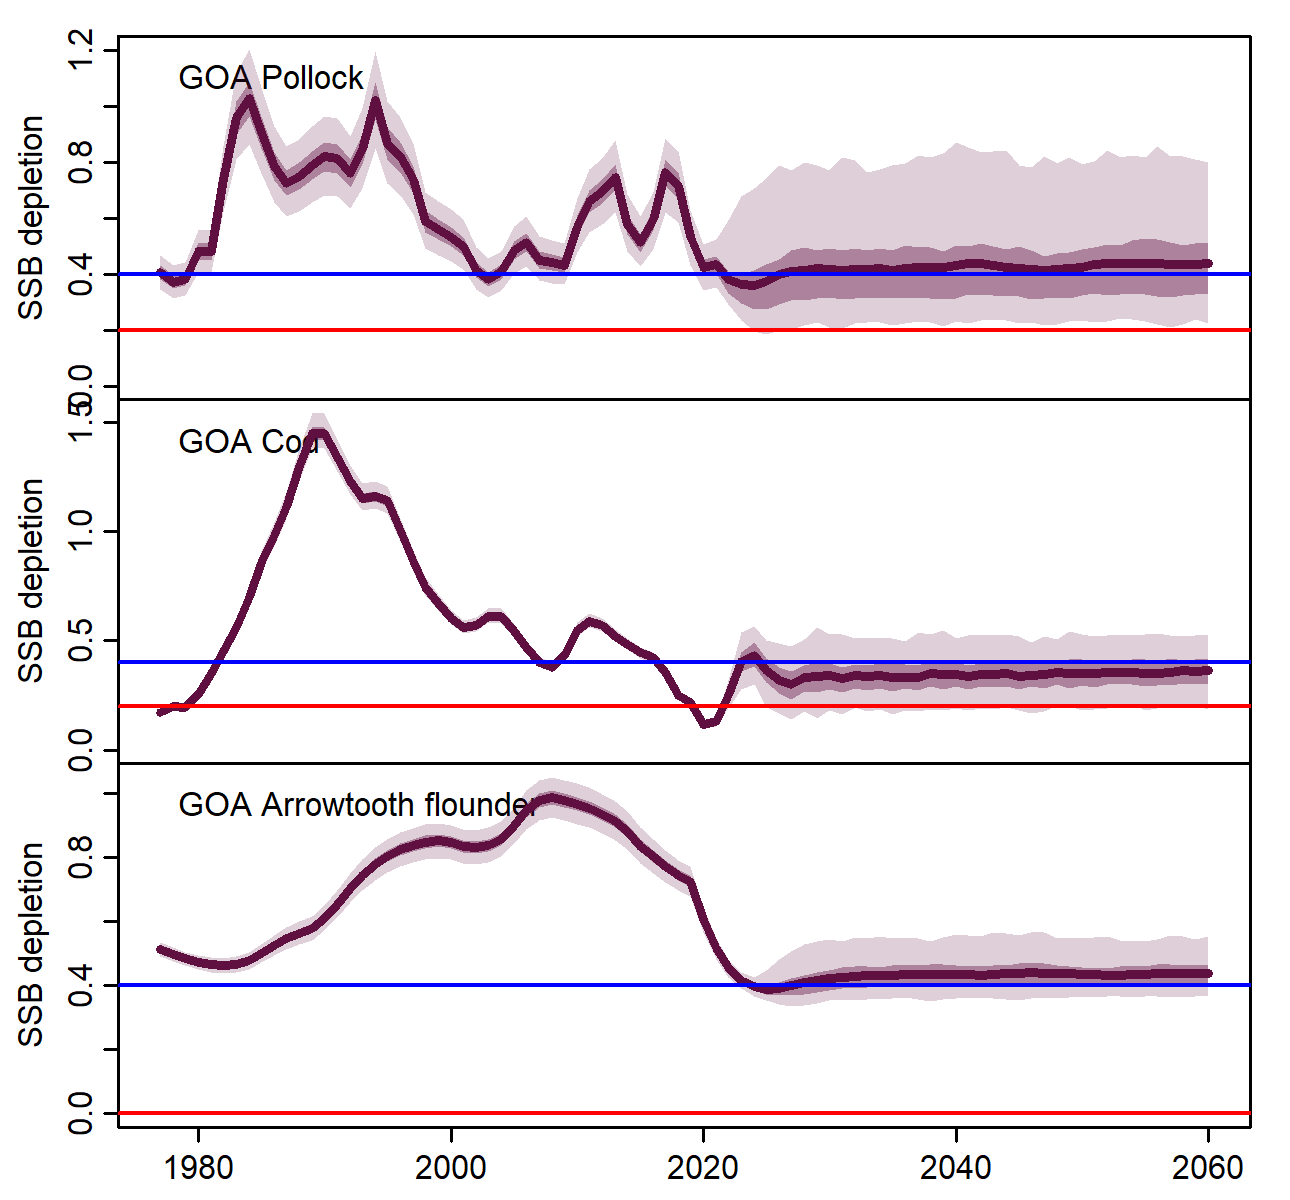 GOA Pollock
SSB depletion
1.2
0.8
0.4
0.0
GOA Cod
SSB depletion
1.5
1.0
0.5
0.0
GOA Arrowtooth flounder
SSB depletion
0.8
0.4
0.0
1980 2000 2020 2040 2060